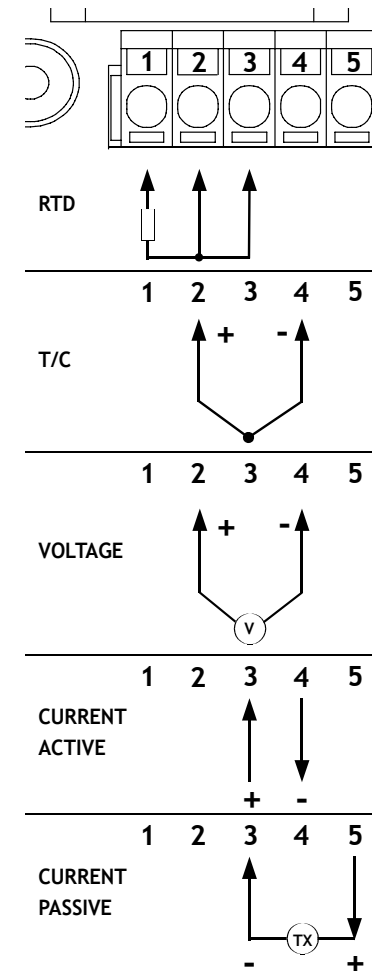 1 2 3 4 5
RTD
1 2 3 4 5
+ -
T/C
1 2 3 4 5
+ -
VOLTAGE
V
1 2 3 4 5
CURRENT
ACTIVE
+ -
1 2 3 4 5
CURRENT
PASSIVE
TX
- +